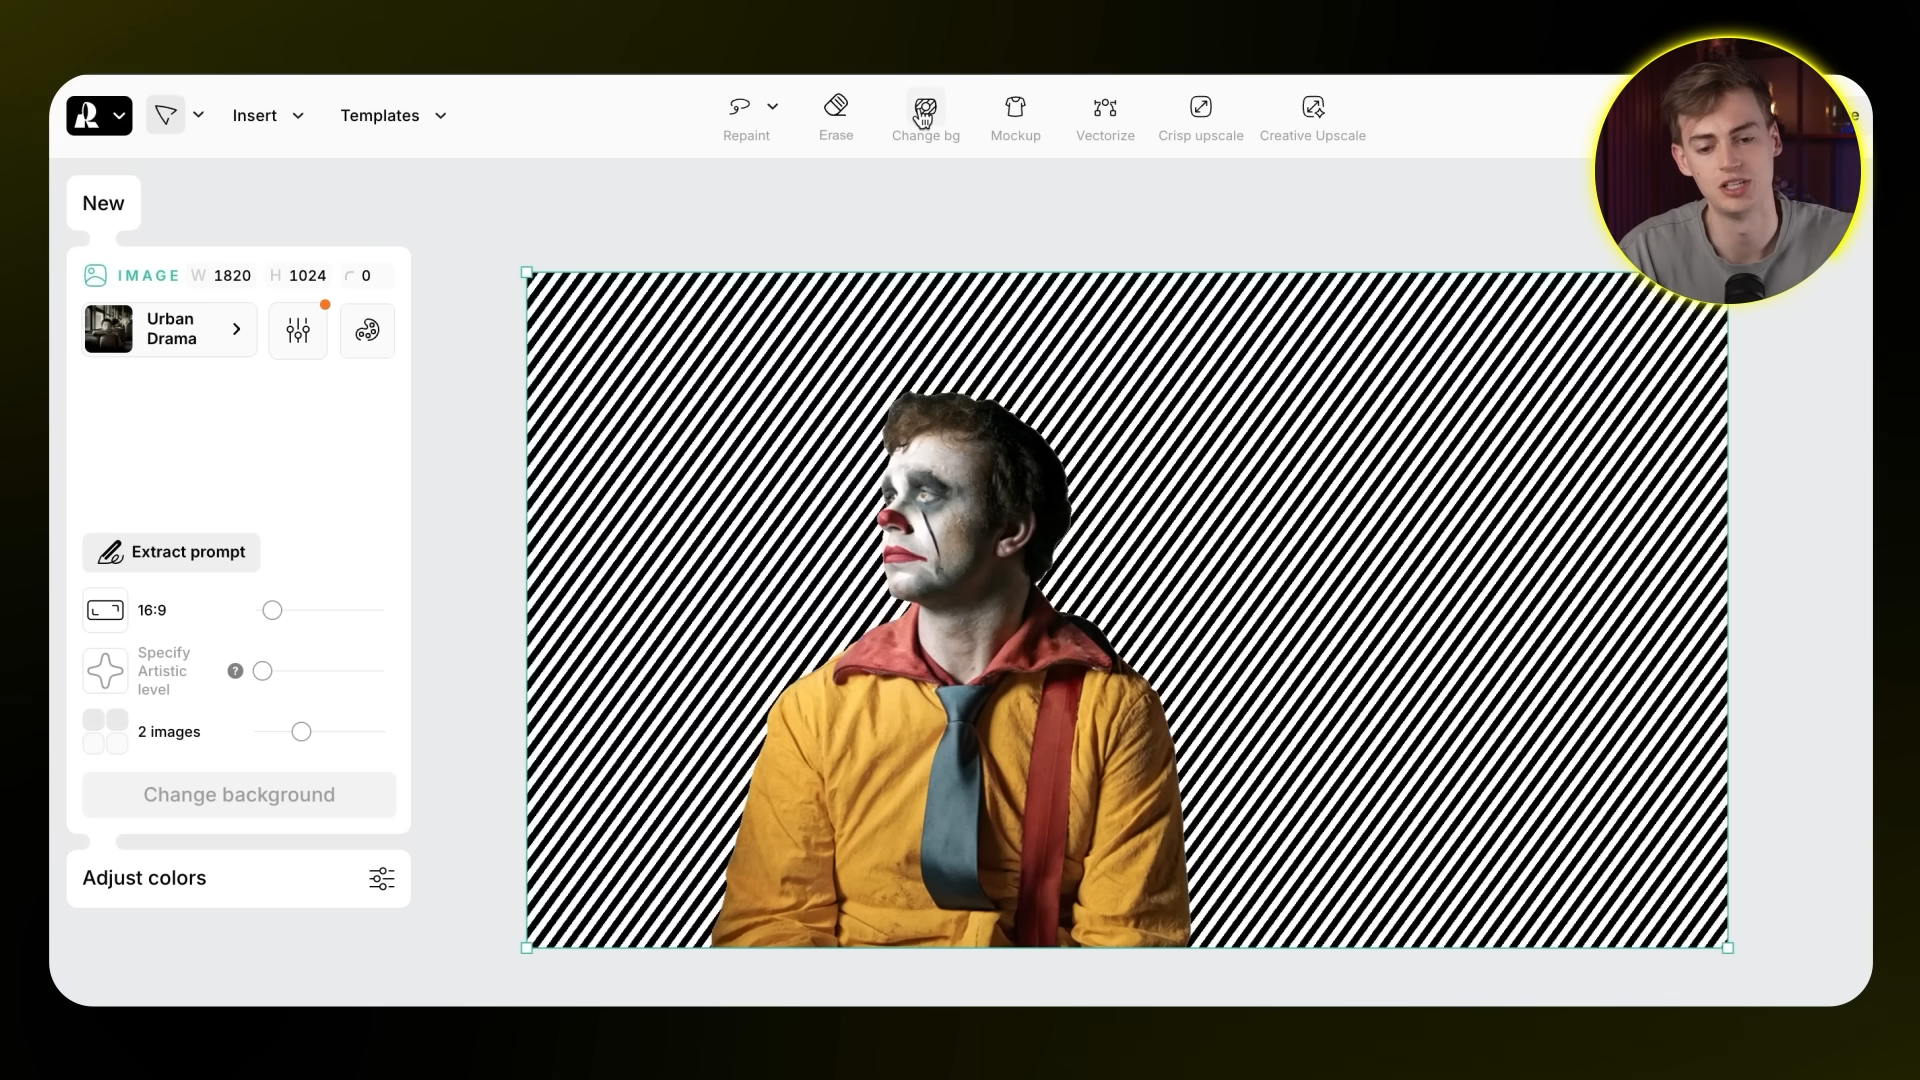 Insert
Templates
Repaint
Erase
Change bg
Mockup
Vectorize
Crisp upscale
Creative Upscale
e
New
IMAGE W 1820 H 1024 0
Urban
Drama
Extract prompt
16:9
Specify
Artistic
level
?
2 images
Change background
Adjust colors